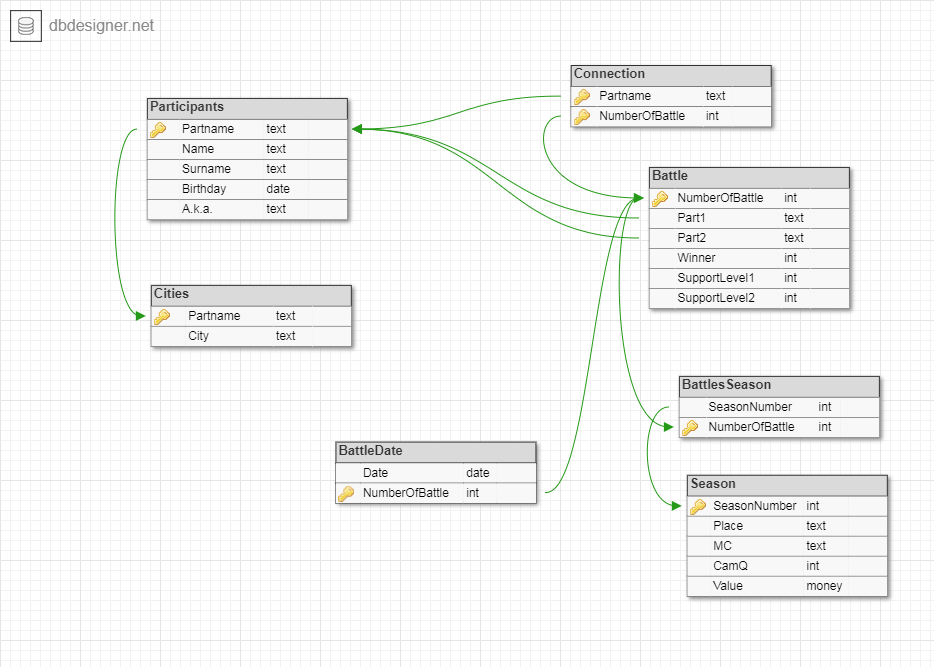 dbdesigner.net
Connection
Partname text
NumberOfBattle int
Participants
Partname text
Name text
Surname text
Birthday date
A.k.a. text
Battle
NumberOfBattle int
Part1 text
Part2 text
Winner int
SupportLevel1 int
SupportLevel2 int
Cities
Partname text
City text
BattlesSeason
SeasonNumber int
NumberOfBattle int
BattleDate
Date date
NumberOfBattle int
Season
SeasonNumber int
Place text
MC text
CamQ int
Value money